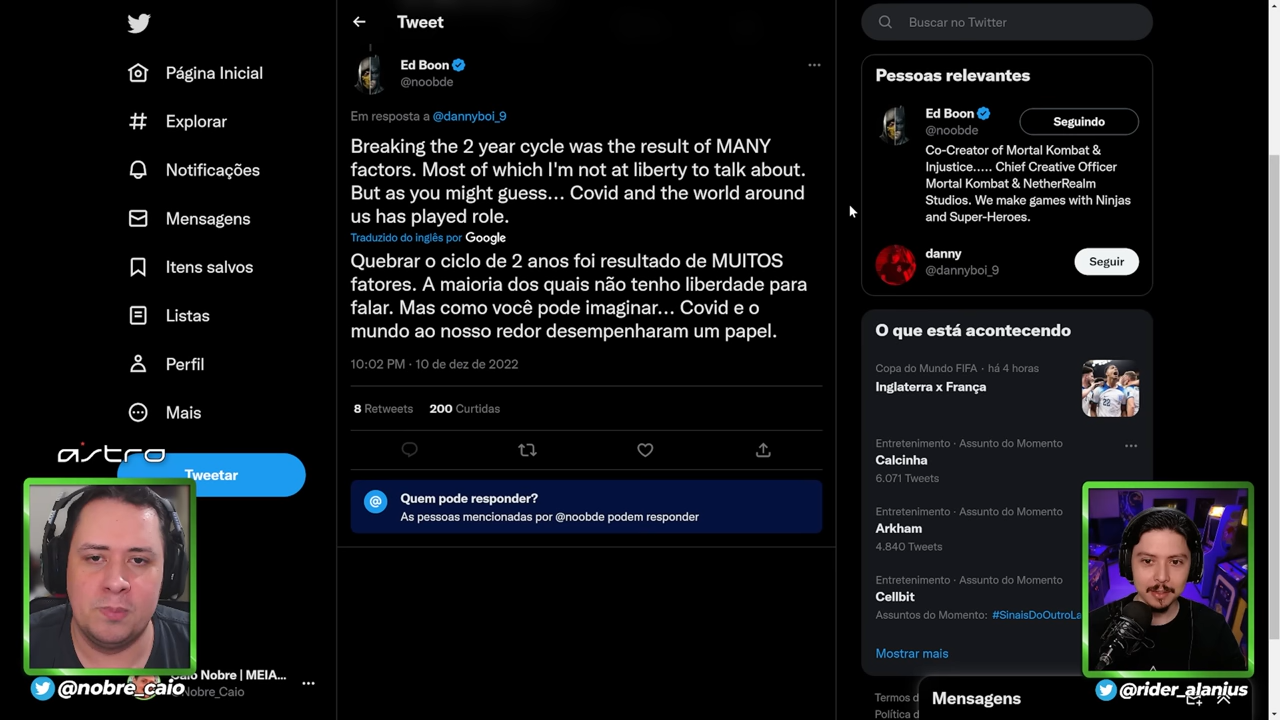 Tweet
Buscar no Twitter
Página Inicial
Explorar
Notificações
Mensagens
Itens salvos
Listas
Perfil
Mais
Tweetar
astro
Caio Nobre | MEIA...
@nobre_caio
Ed Boon
@noobde
Em resposta a @dannyboi_9
Breaking the 2 year cycle was the result of MANY
factors. Most of which I'm not at liberty to talk about.
But as you might guess... Covid and the world around
us has played role.
Traduzido do inglês por Google
Quebrar o ciclo de 2 anos foi resultado de MUITOS
fatores. A maioria dos quais não tenho liberdade para
falar. Mas como você pode imaginar... Covid e o
mundo ao nosso redor desempenharam um papel.
10:02 PM · 10 de dez de 2022
8 Retweets 200 Curtidas
Quem pode responder?
As pessoas mencionadas por @noobde podem responder
Pessoas relevantes
Ed Boon
@noobde
Seguindo
Co-Creator of Mortal Kombat &
Injustice..... Chief Creative Officer
Mortal Kombat & NetherRealm
Studios. We make games with Ninjas
and Super-Heroes.
danny
@dannyboi_9
Seguir
O que está acontecendo
Copa do Mundo FIFA · há 4 horas
Inglaterra x França
22
Entretenimento · Assunto do Momento
Calcinha
6.071 Tweets
Entretenimento · Assunto do Momento
Arkham
4.840 Tweets
Entretenimento · Assunto do Momento
Cellbit
Assuntos do Momento: #SinaisDoOutroLa
Mostrar mais
Termos d
Política d
Mensagens
@rider_alanius